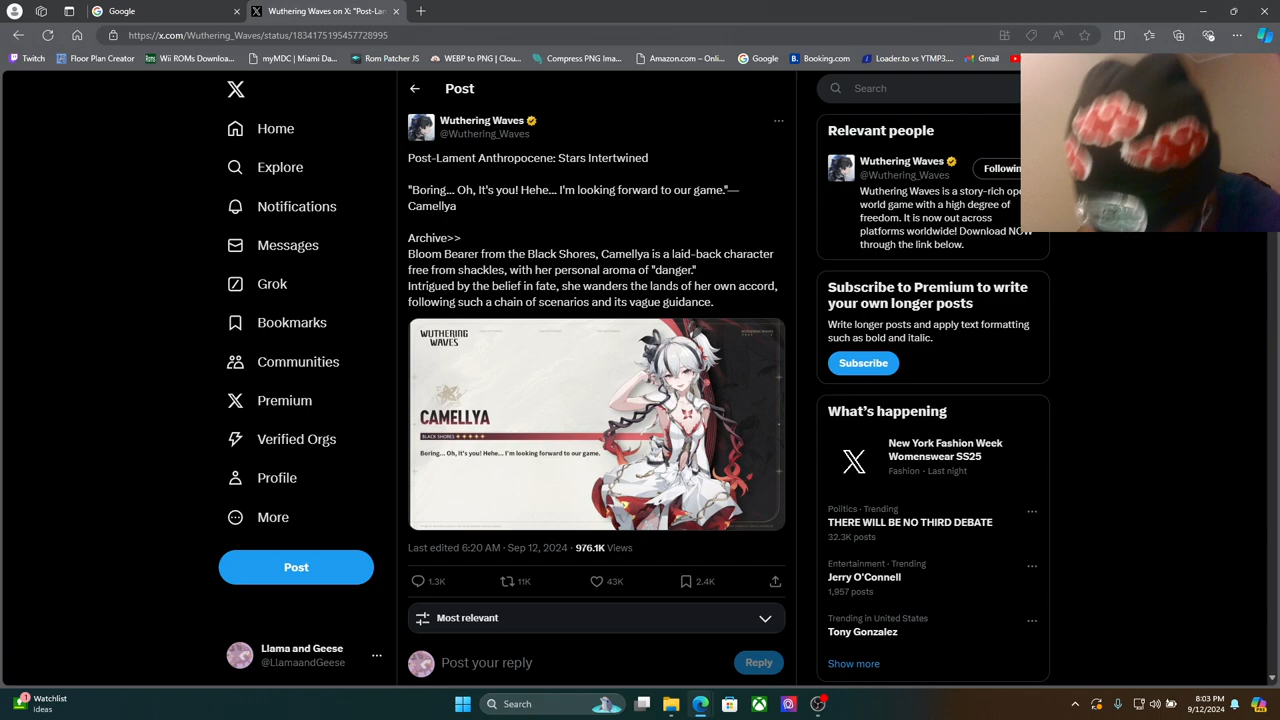 Google
Wuthering Waves on X: "Post-Lan
https://x.com/Wuthering_Waves/status/1834175195457728995
Twitch
Floor Plan Creator
Wii ROMs Downloa...
myMDC | Miami Da...
Rom Patcher JS
WEBP to PNG | Clou...
Compress PNG Ima...
Amazon.com – Onl...
Google
Booking.com
Loader.to vs YTMP3....
Gmail
Home
Explore
Notifications
Messages
Grok
Bookmarks
Communities
Premium
Verified Orgs
Profile
More
Post
Llama and Geese
@LlamaandGeese
Post
Wuthering Waves
@Wuthering_Waves
Post-Lament Anthropocene: Stars Intertwined
"Boring... Oh, It's you! Hehe... I'm looking forward to our game."—
Camellya
Archive>>
Bloom Bearer from the Black Shores, Camellya is a laid-back character
free from shackles, with her personal aroma of "danger."
Intrigued by the belief in fate, she wanders the lands of her own accord,
following such a chain of scenarios and its vague guidance.
WUTHERING
WAVES
CAMELLYA
BLACK SHORES
Boring... Oh, It's you! Hehe... I'm looking forward to our game.
Last edited 6:20 AM · Sep 12, 2024 · 976.1K Views
1.3K
11K
43K
2.4K
Most relevant
Post your reply
Reply
Search
Relevant people
Wuthering Waves
@Wuthering_Waves
Followin
Wuthering Waves is a story-rich ope
world game with a high degree of
freedom. It is now out across
platforms worldwide! Download NOW
through the link below.
Subscribe to Premium to write
your own longer posts
Write longer posts and apply text formatting
such as bold and italic.
Subscribe
What's happening
New York Fashion Week
Womenswear SS25
Fashion · Last night
Politics · Trending
THERE WILL BE NO THIRD DEBATE
32.3K posts
Entertainment · Trending
Jerry O'Connell
1,957 posts
Trending in United States
Tony Gonzalez
Show more
1
Watchlist
Ideas
Search
8:03 PM
9/12/2024